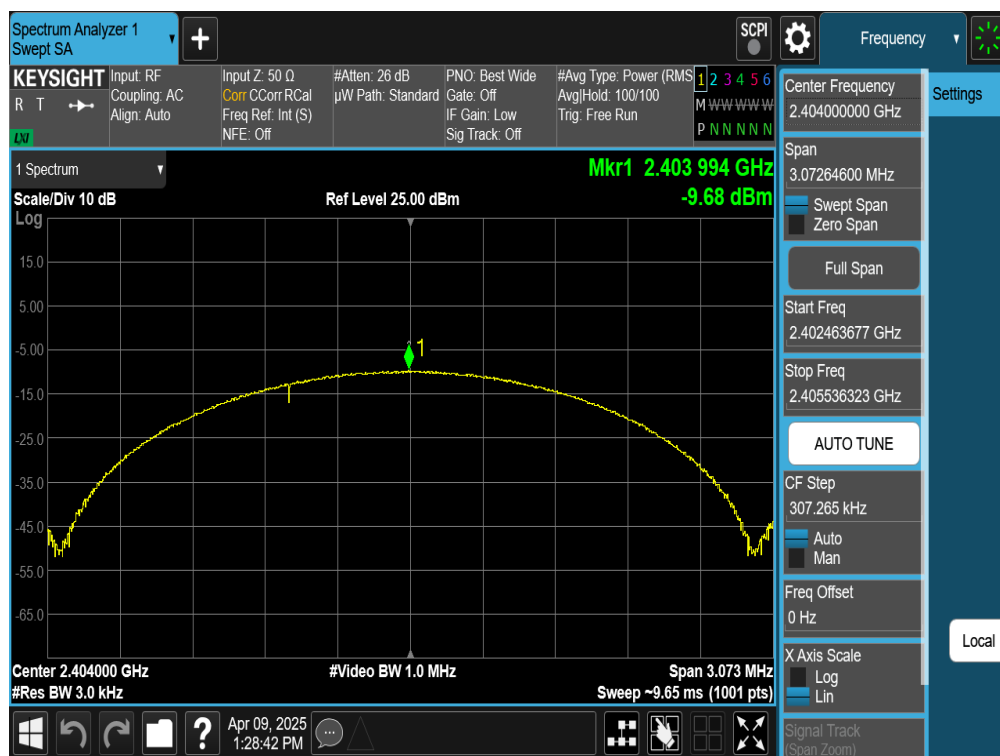 Spectrum Analyzer 1
Swept SA
+
SCPI
Frequency
KEYSIGHT
R T
LXI
Input: RF
Coupling: AC
Align: Auto
Input Z: 50 Ω
Corr CCorr RCal
Freq Ref: Int (S)
NFE: Off
#Atten: 26 dB
µW Path: Standard
PNO: Best Wide
Gate: Off
IF Gain: Low
Sig Track: Off
#Avg Type: Power (RMS
Avg|Hold: 100/100
Trig: Free Run
1 2 3 4 5 6
M W W W W W
P N N N N N
1 Spectrum
Mkr1 2.403 994 GHz
Scale/Div 10 dB
Ref Level 25.00 dBm
-9.68 dBm
Log
15.0
5.00
-5.00
-15.0
-25.0
-35.0
-45.0
-55.0
-65.0
1
Center 2.404000 GHz
#Video BW 1.0 MHz
Span 3.073 MHz
#Res BW 3.0 kHz
Sweep ~9.65 ms (1001 pts)
?
Apr 09, 2025
1:28:42 PM
Center Frequency
2.404000000 GHz
Span
3.07264600 MHz
Swept Span
Zero Span
Full Span
Start Freq
2.402463677 GHz
Stop Freq
2.405536323 GHz
AUTO TUNE
CF Step
307.265 kHz
Auto
Man
Freq Offset
0 Hz
X Axis Scale
Log
Lin
Signal Track
(Span Zoom)
Settings
Local